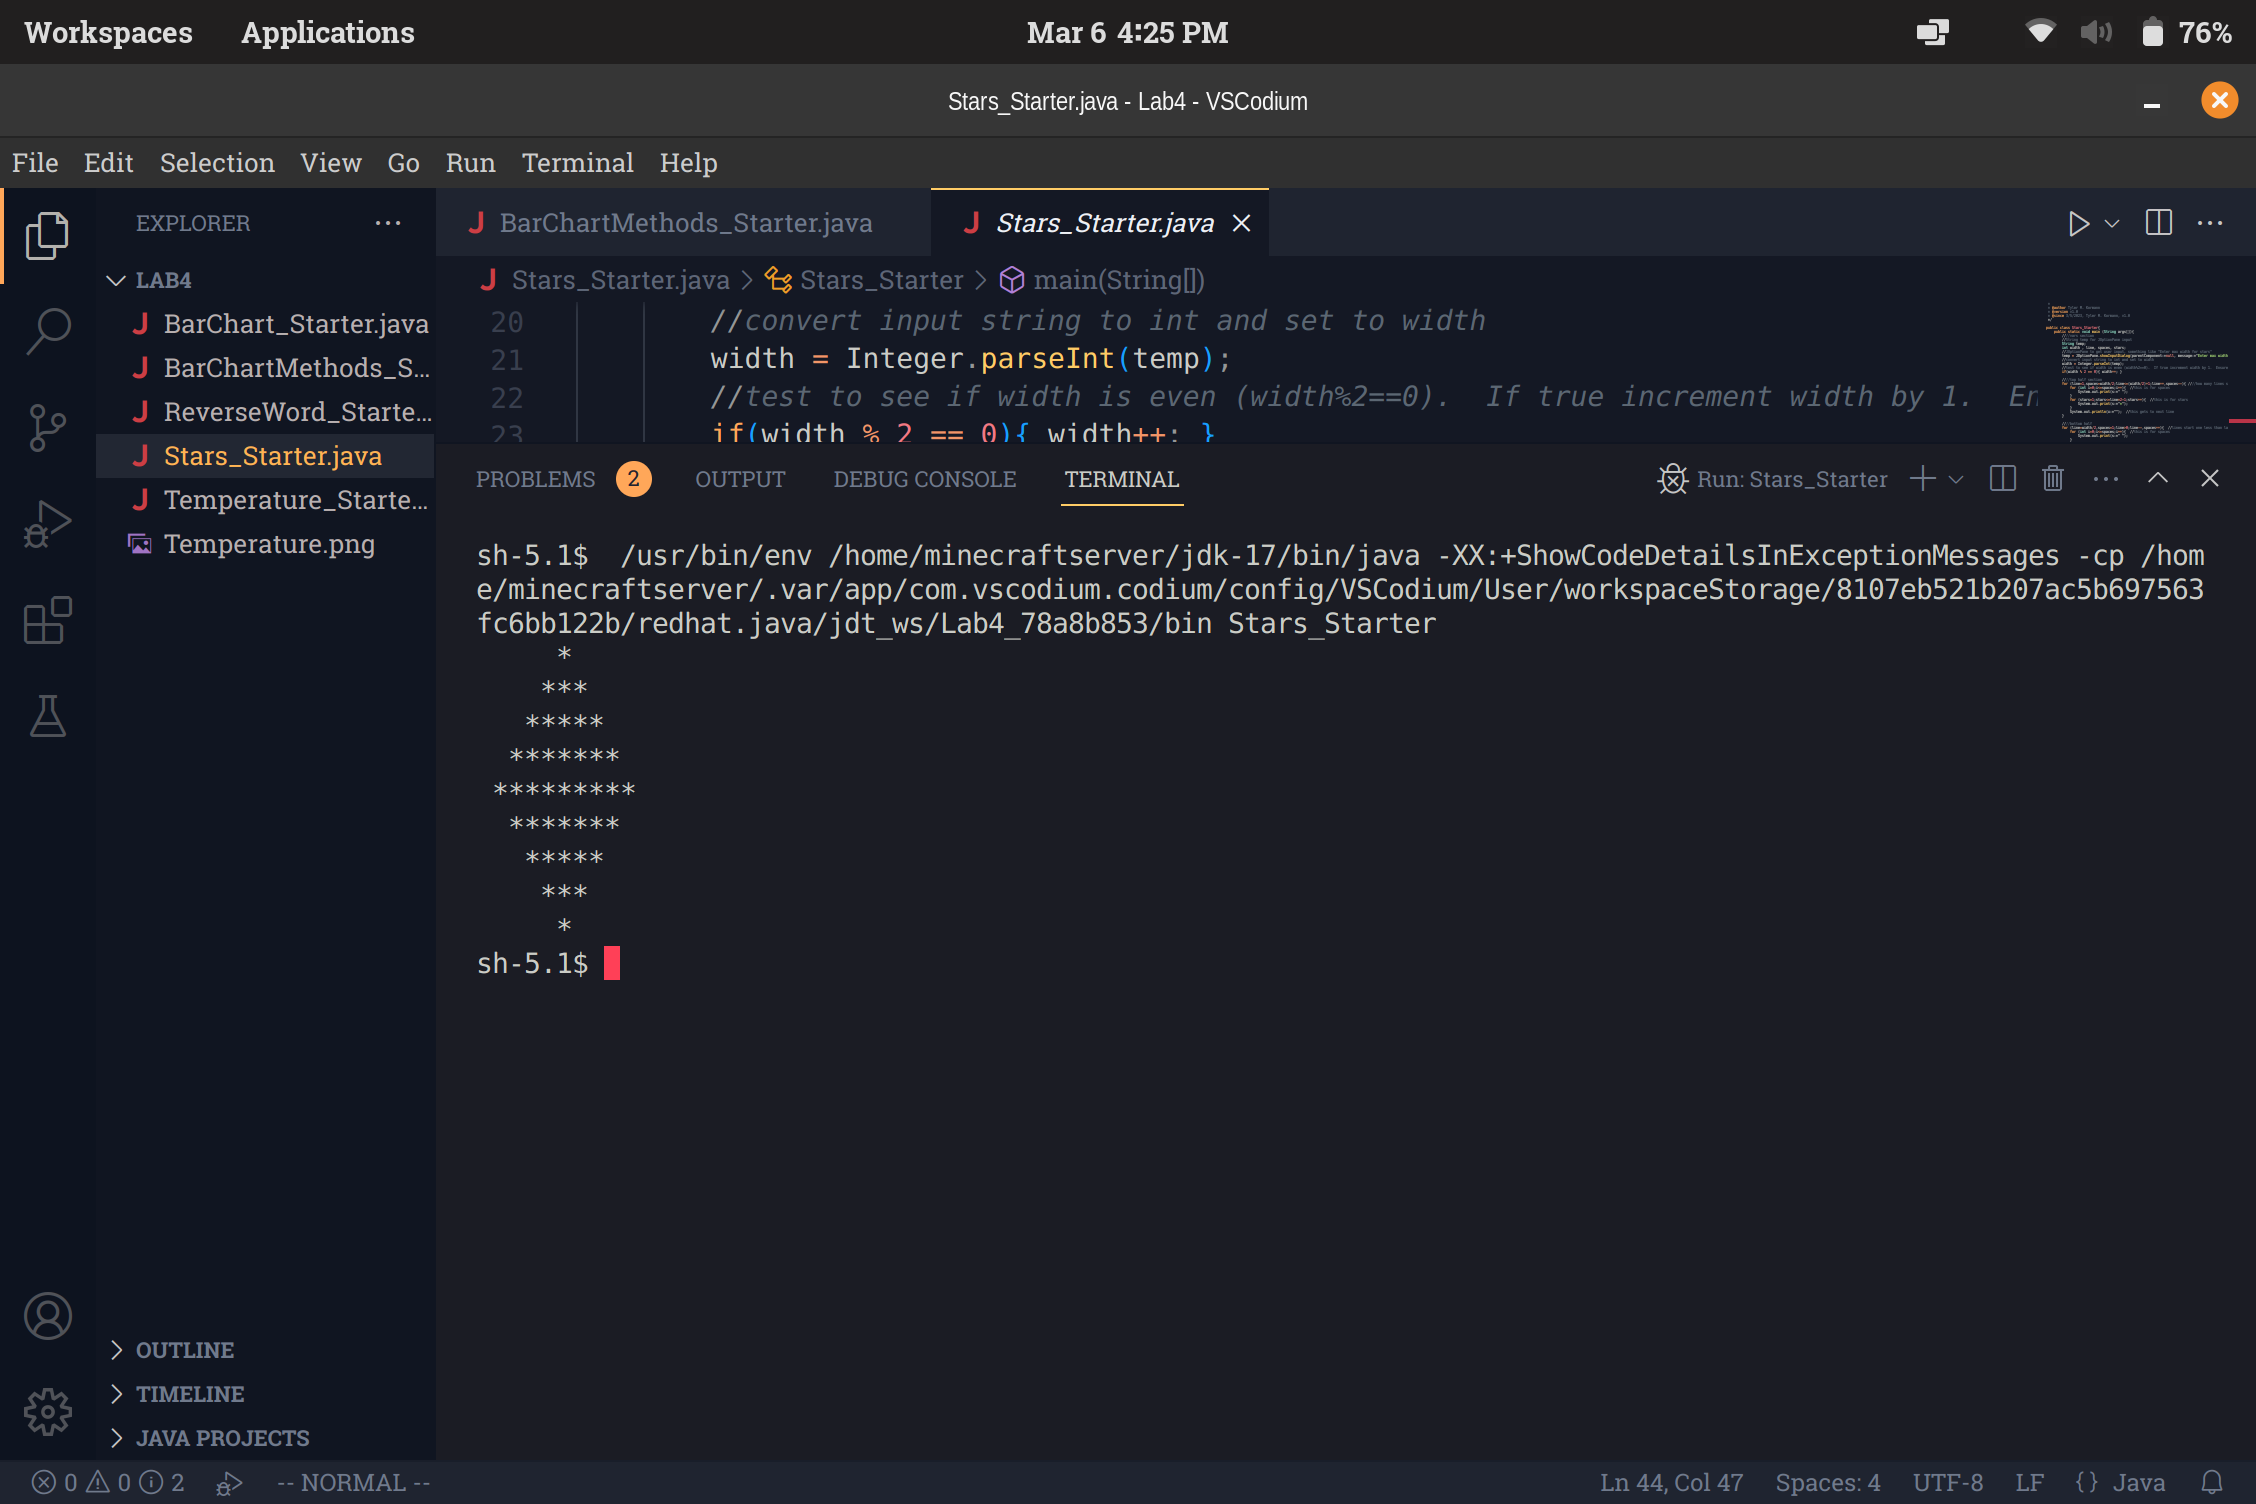 Workspaces Applications Mar 6 4:25 PM 76%
Stars_Starter.java - Lab4 - VSCodium
File Edit Selection View Go Run Terminal Help
EXPLORER ...
LAB4
BarChart_Starter.java
BarChartMethods_S...
ReverseWord_Starte...
Stars_Starter.java
Temperature_Starte...
Temperature.png
OUTLINE
TIMELINE
JAVA PROJECTS
BarChartMethods_Starter.java Stars_Starter.java
Stars_Starter.java > Stars_Starter > main(String[])
20 //convert input string to int and set to width
21 width = Integer.parseInt(temp);
22 //test to see if width is even (width%2==0).  If true increment width by 1.  En
23 if(width % 2 == 0){ width++; }
PROBLEMS 2 OUTPUT DEBUG CONSOLE TERMINAL Run: Stars_Starter
sh-5.1$  /usr/bin/env /home/minecraftserver/jdk-17/bin/java -XX:+ShowCodeDetailsInExceptionMessages -cp /hom
e/minecraftserver/.var/app/com.vscodium.codium/config/VSCodium/User/workspaceStorage/8107eb521b207ac5b697563
fc6bb122b/redhat.java/jdt_ws/Lab4_78a8b853/bin Stars_Starter
     *
    ***
   *****
  *******
 *********
  *******
   *****
    ***
     *
sh-5.1$
0 0 2 -- NORMAL -- Ln 44, Col 47 Spaces: 4 UTF-8 LF {} Java